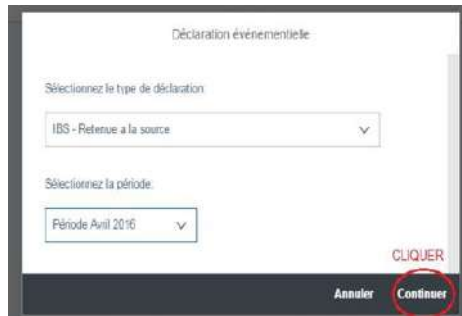 Déclaration événementielle
Sélectionnez le type de déclaration:
IBS - Retenue a la source
Sélectionnez la période:
Période Avril 2016
CLIQUER
Annuler Continuer